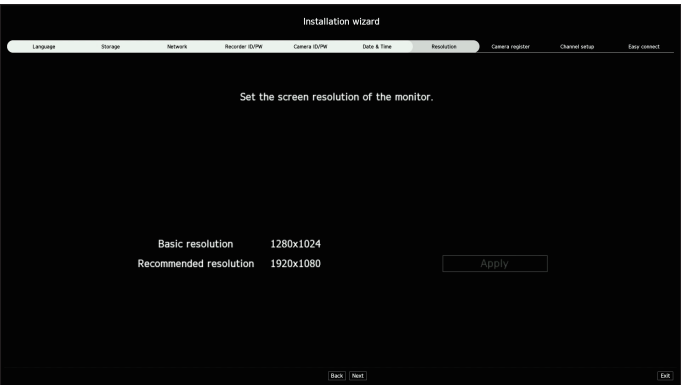 Installation wizard
Language Storage Network Recorder ID/PW Camera ID/PW Date & Time Resolution Camera register Channel setup Easy connect
Set the screen resolution of the monitor.
Basic resolution 1280x1024
Recommended resolution 1920x1080 Apply
Back Next Exit